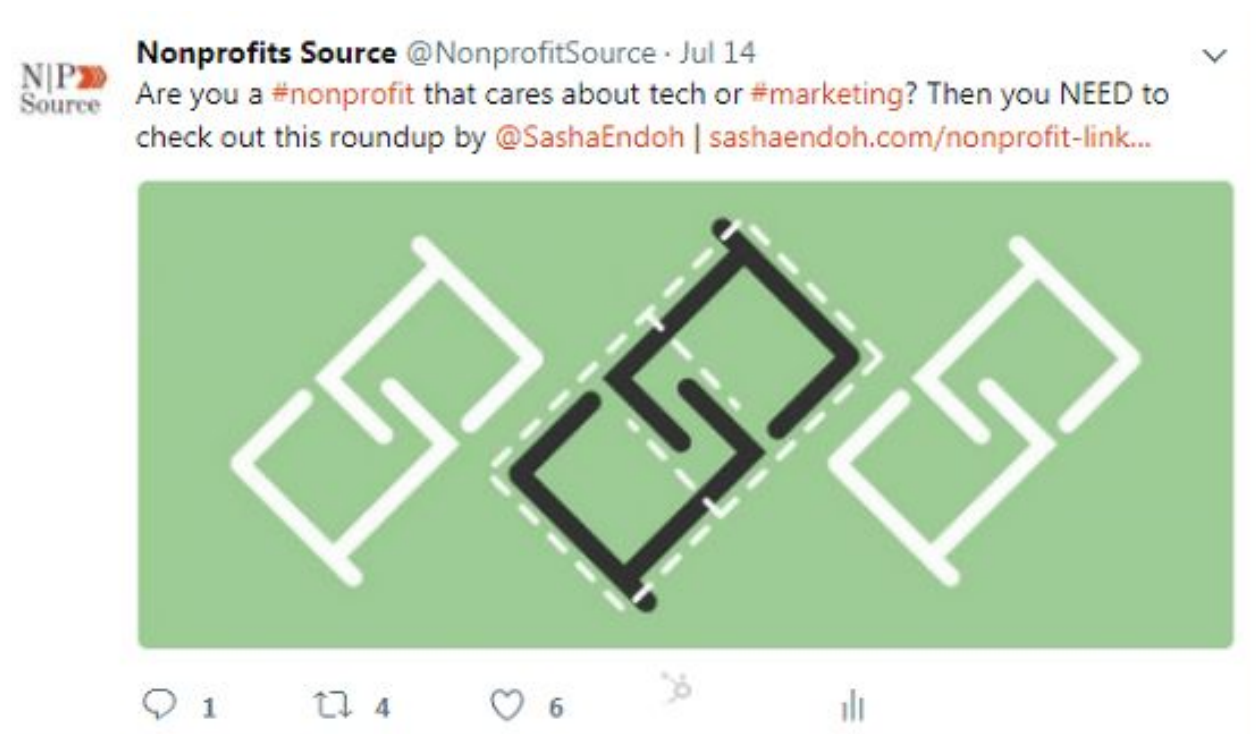 Nonprofits Source @NonprofitSource · Jul 14
N|P
Source
Are you a #nonprofit that cares about tech or #marketing? Then you NEED to
check out this roundup by @SashaEndoh | sashaendoh.com/nonprofit-link...
1 4 6